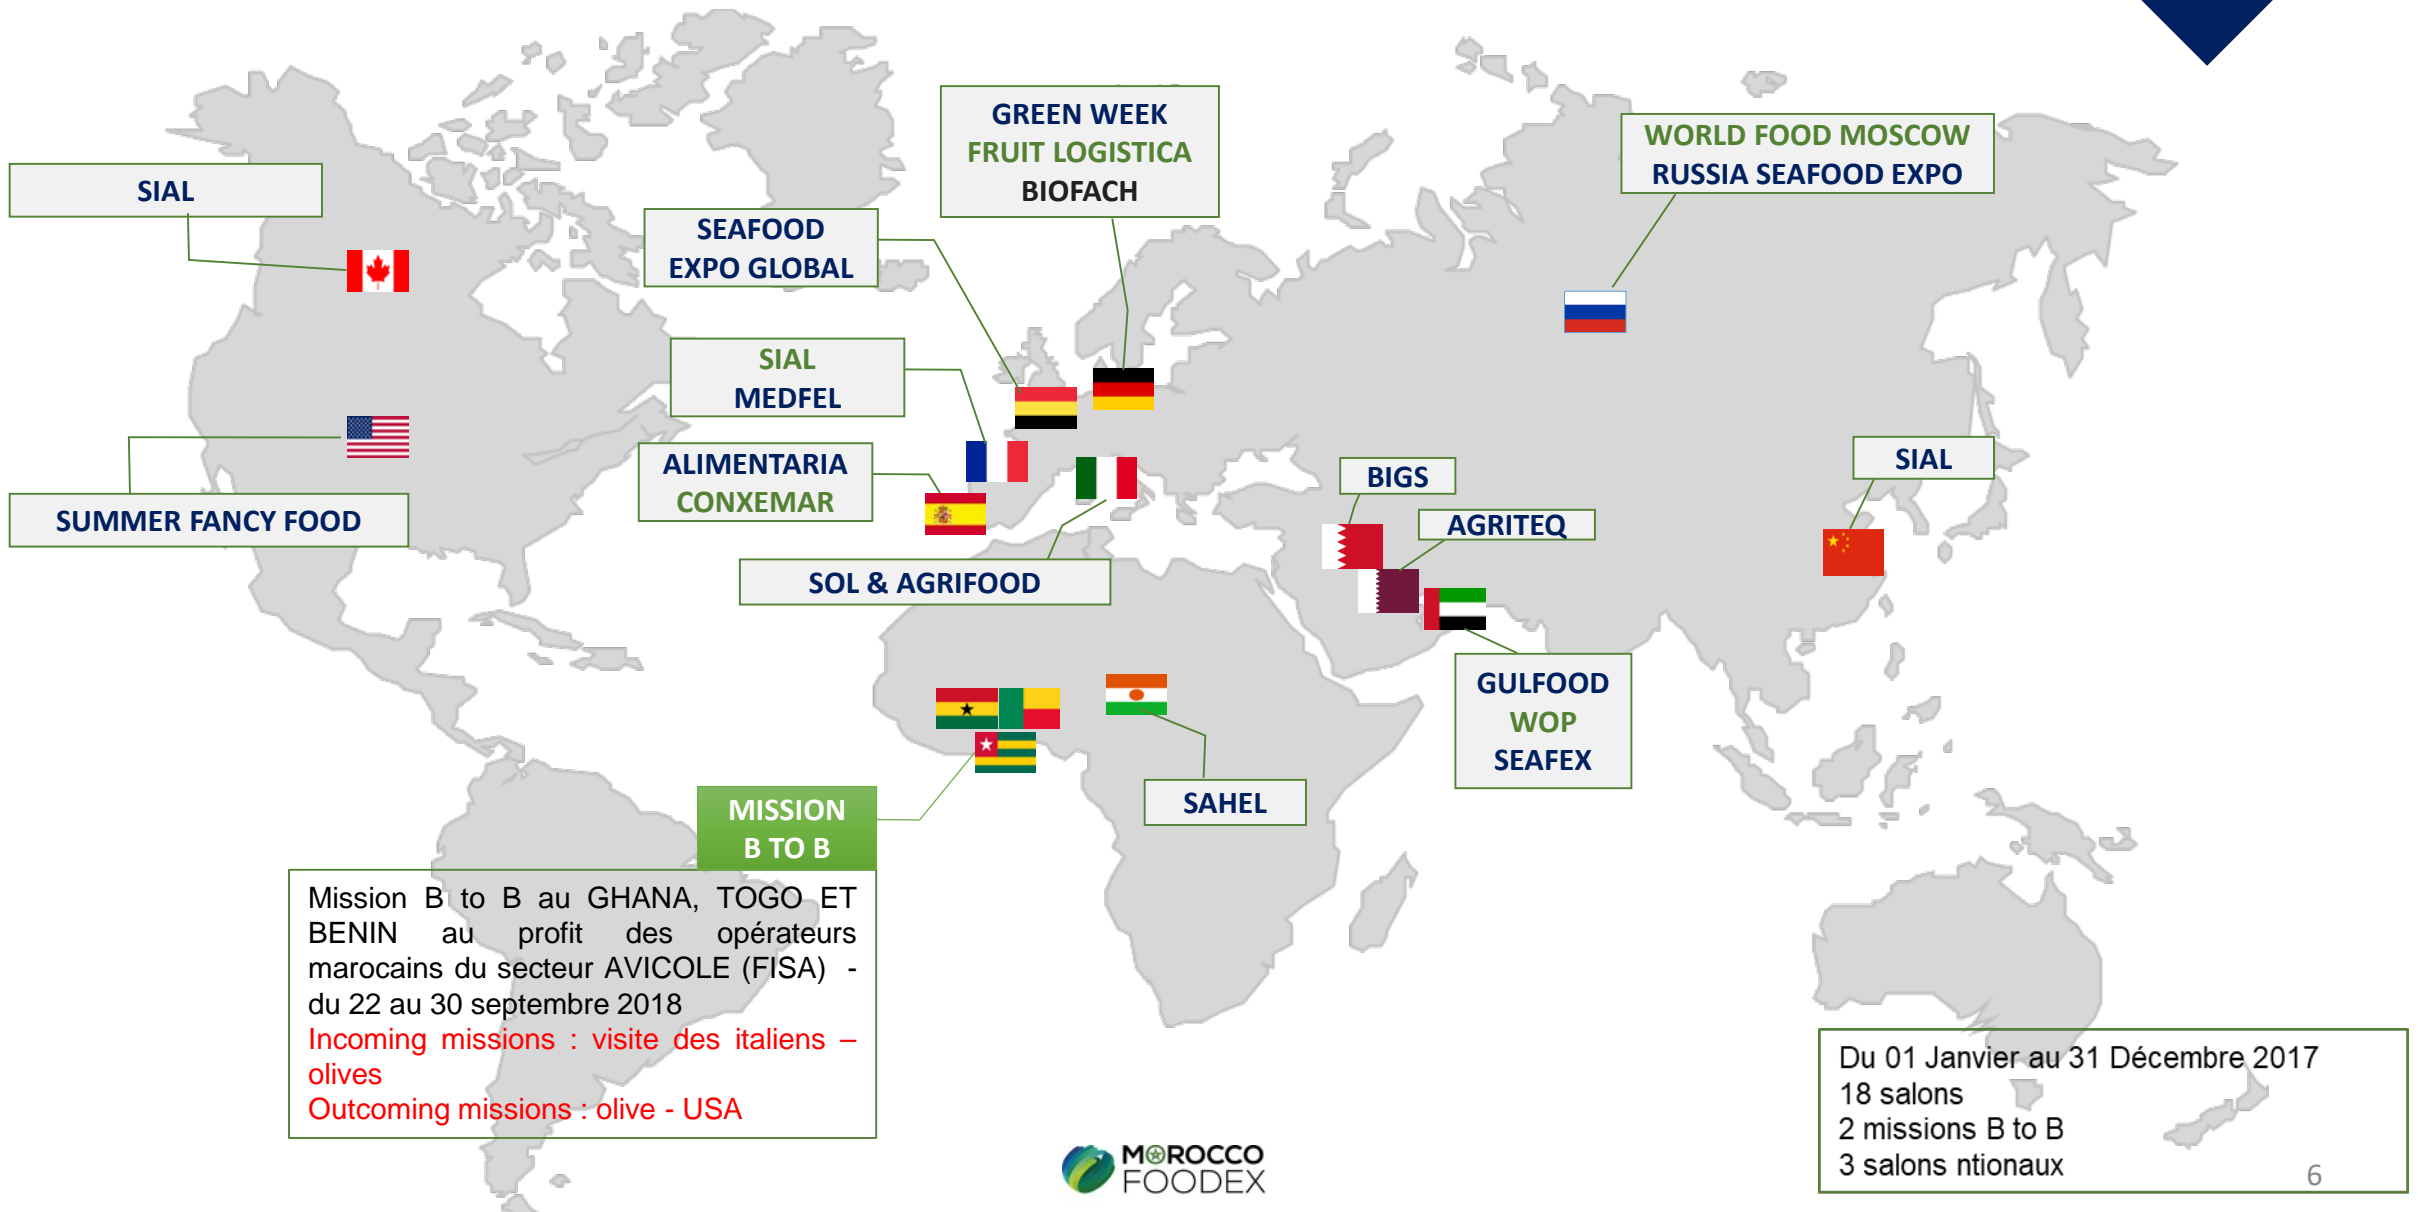 GREEN WEEK
FRUIT LOGISTICA
BIOFACH
WORLD FOOD MOSCOW
RUSSIA SEAFOOD EXPO
SIAL
SEAFOOD
EXPO GLOBAL
SIAL
MEDFEL
ALIMENTARIA
CONXEMAR
BIGS
SIAL
SUMMER FANCY FOOD
AGRITEQ
SOL & AGRIFOOD
GULFOOD
WOP
SEAFEX
SAHEL
MISSION
B TO B
Mission B to B au GHANA, TOGO ET
BENIN au profit des opérateurs
marocains du secteur AVICOLE (FISA) -
du 22 au 30 septembre 2018
Incoming missions : visite des italiens –
olives
Outcoming missions : olive - USA
Du 01 Janvier au 31 Décembre 2017
18 salons
2 missions B to B
3 salons ntionaux
MOROCCO
FOODEX
6